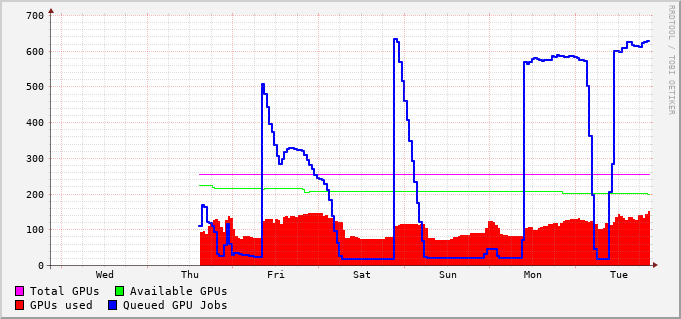 700
600
500
400
300
200
100
0
Wed Thu Fri Sat Sun Mon Tue
Total GPUs Available GPUs
GPUs used Queued GPU Jobs
RRDTOOL / TOBI OETIKER